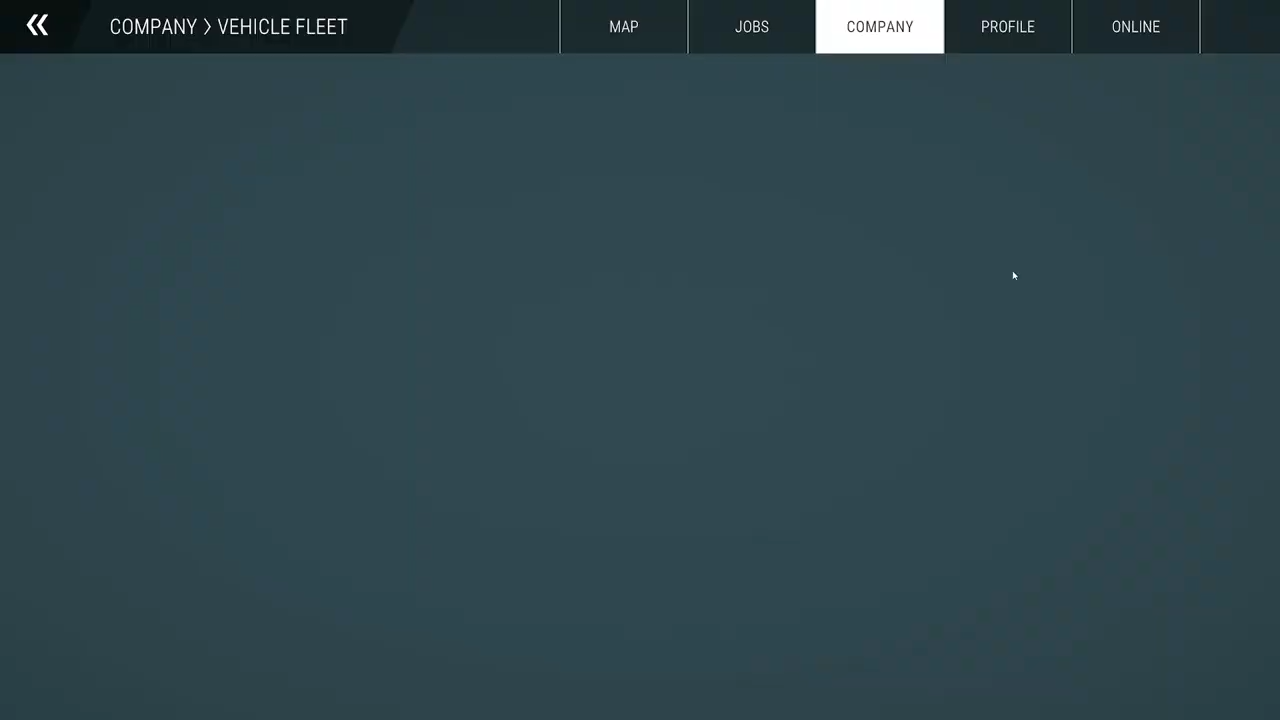 COMPANY > VEHICLE FLEET
MAP
JOBS
COMPANY
PROFILE
ONLINE